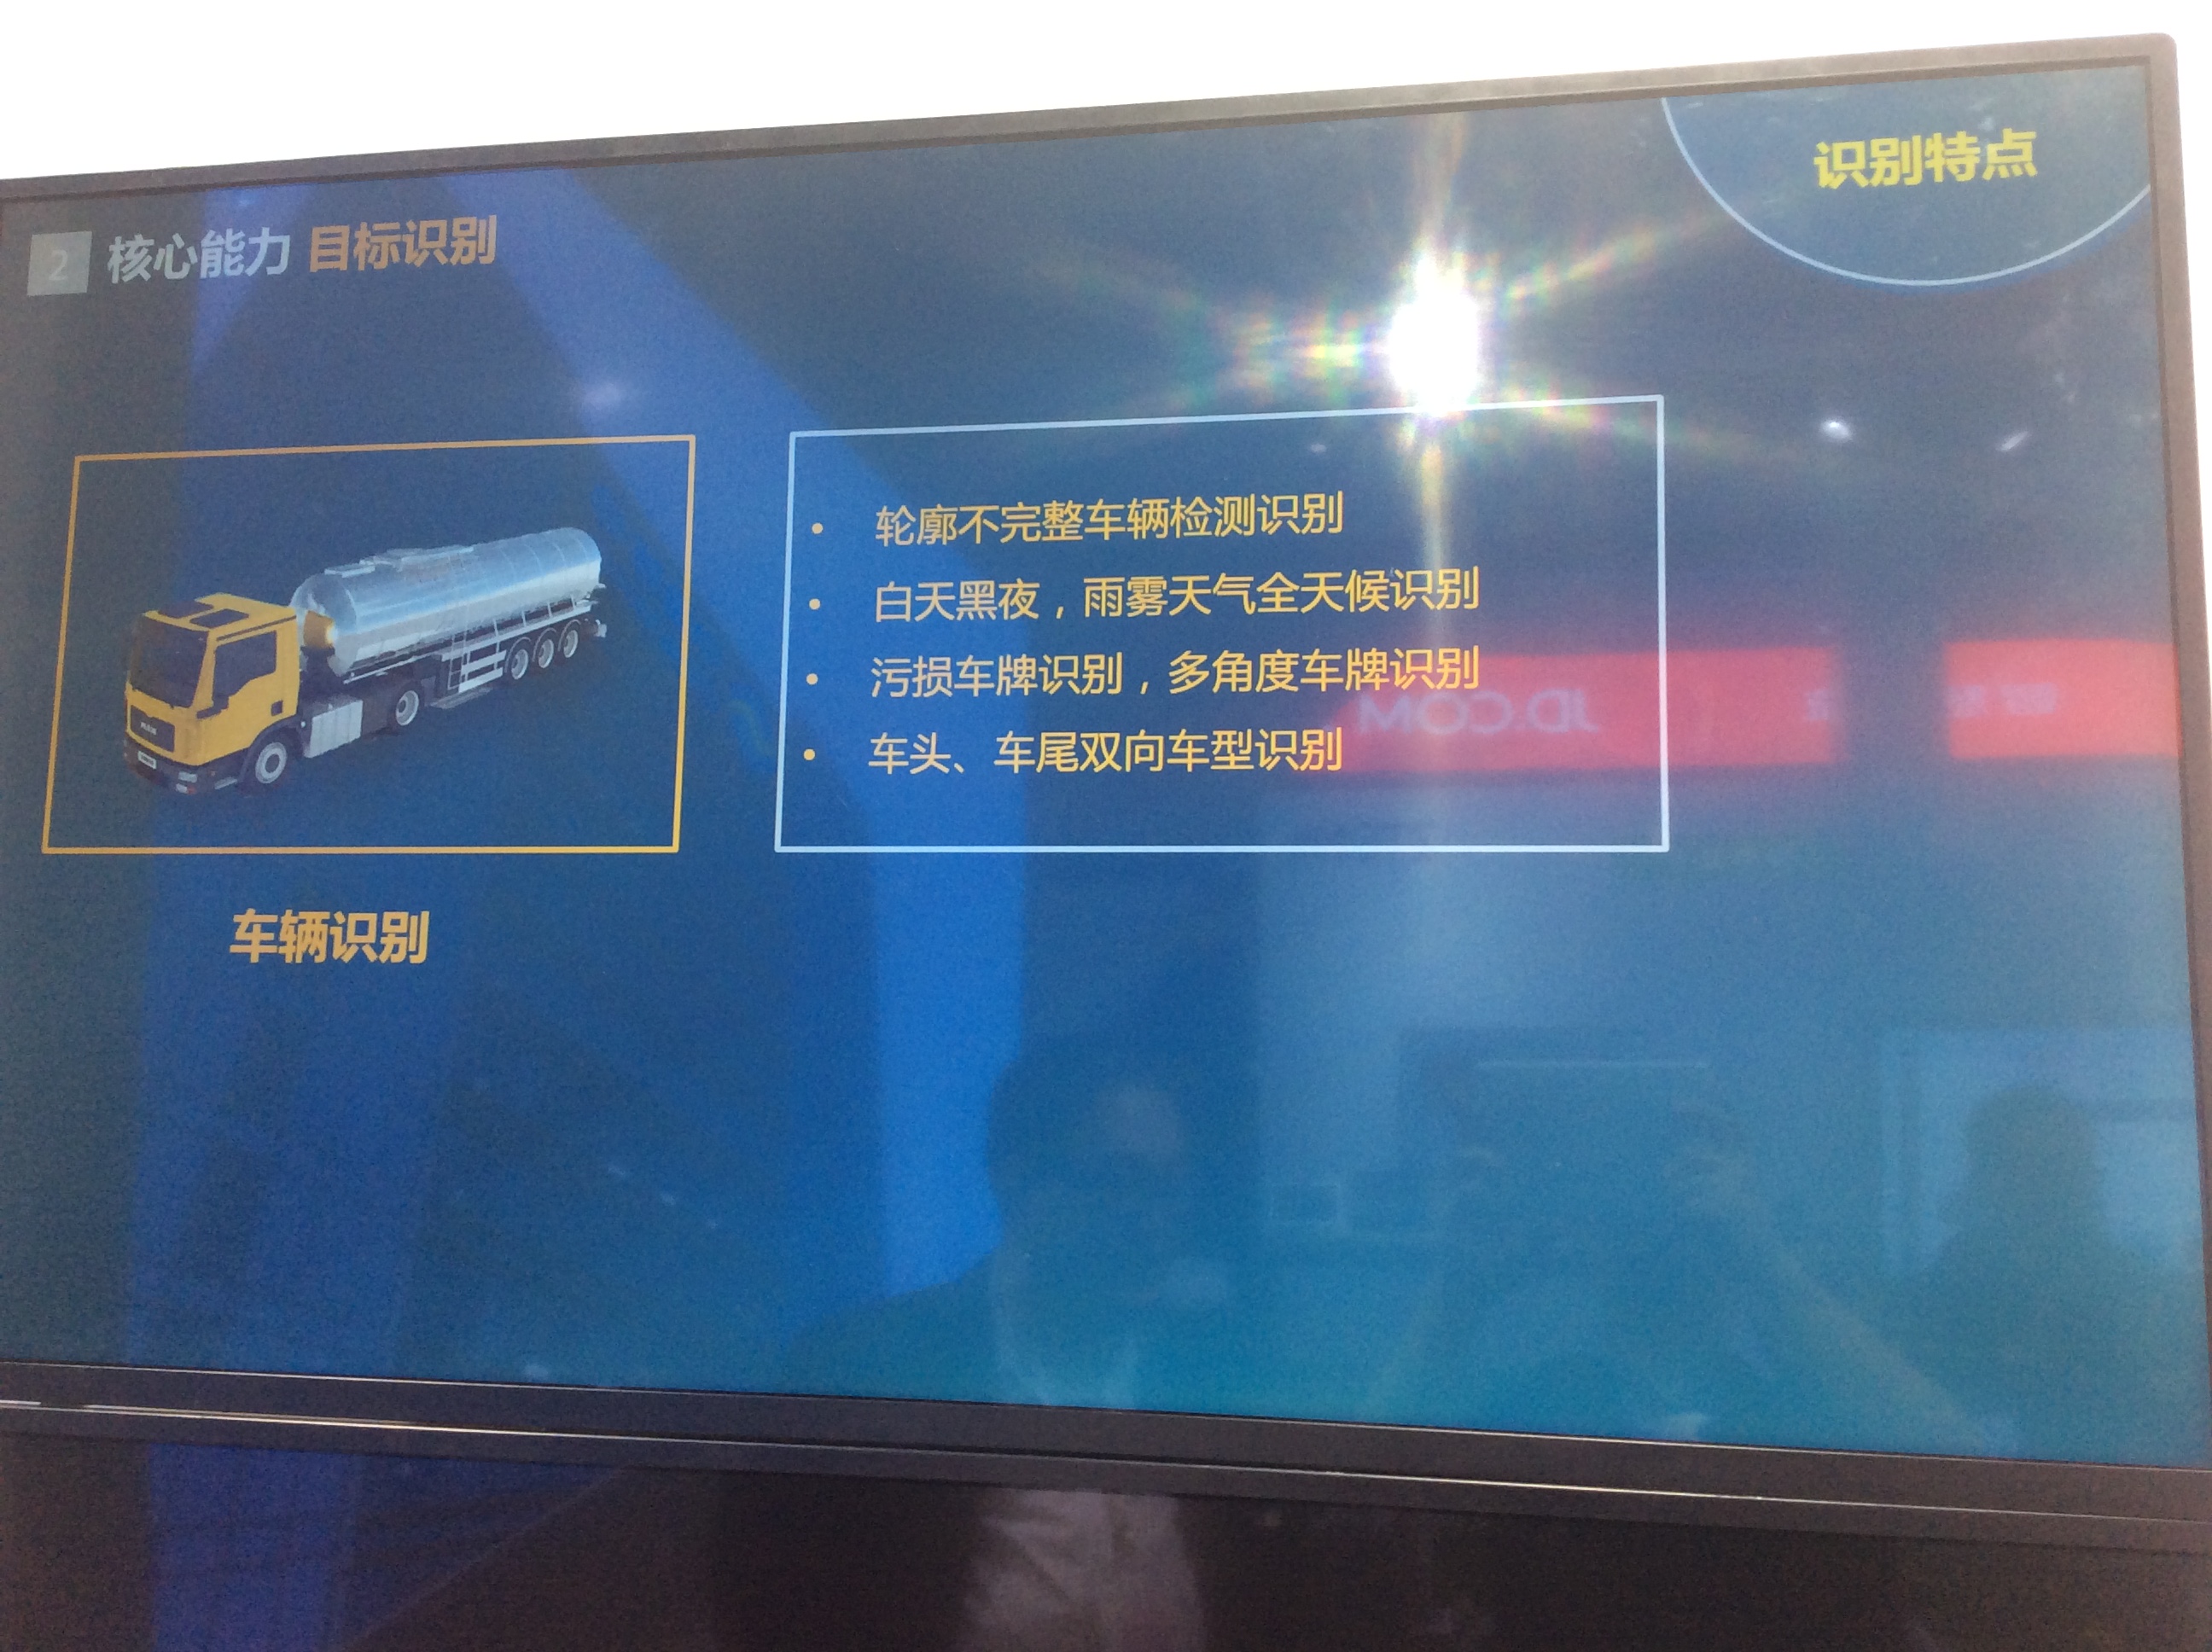 2 核心能力 目标识别
识别特点
• 轮廓不完整车辆检测识别
• 白天黑夜，雨雾天气全天候识别
• 污损车牌识别，多角度车牌识别
• 车头、车尾双向车型识别
JD.COM
车辆识别